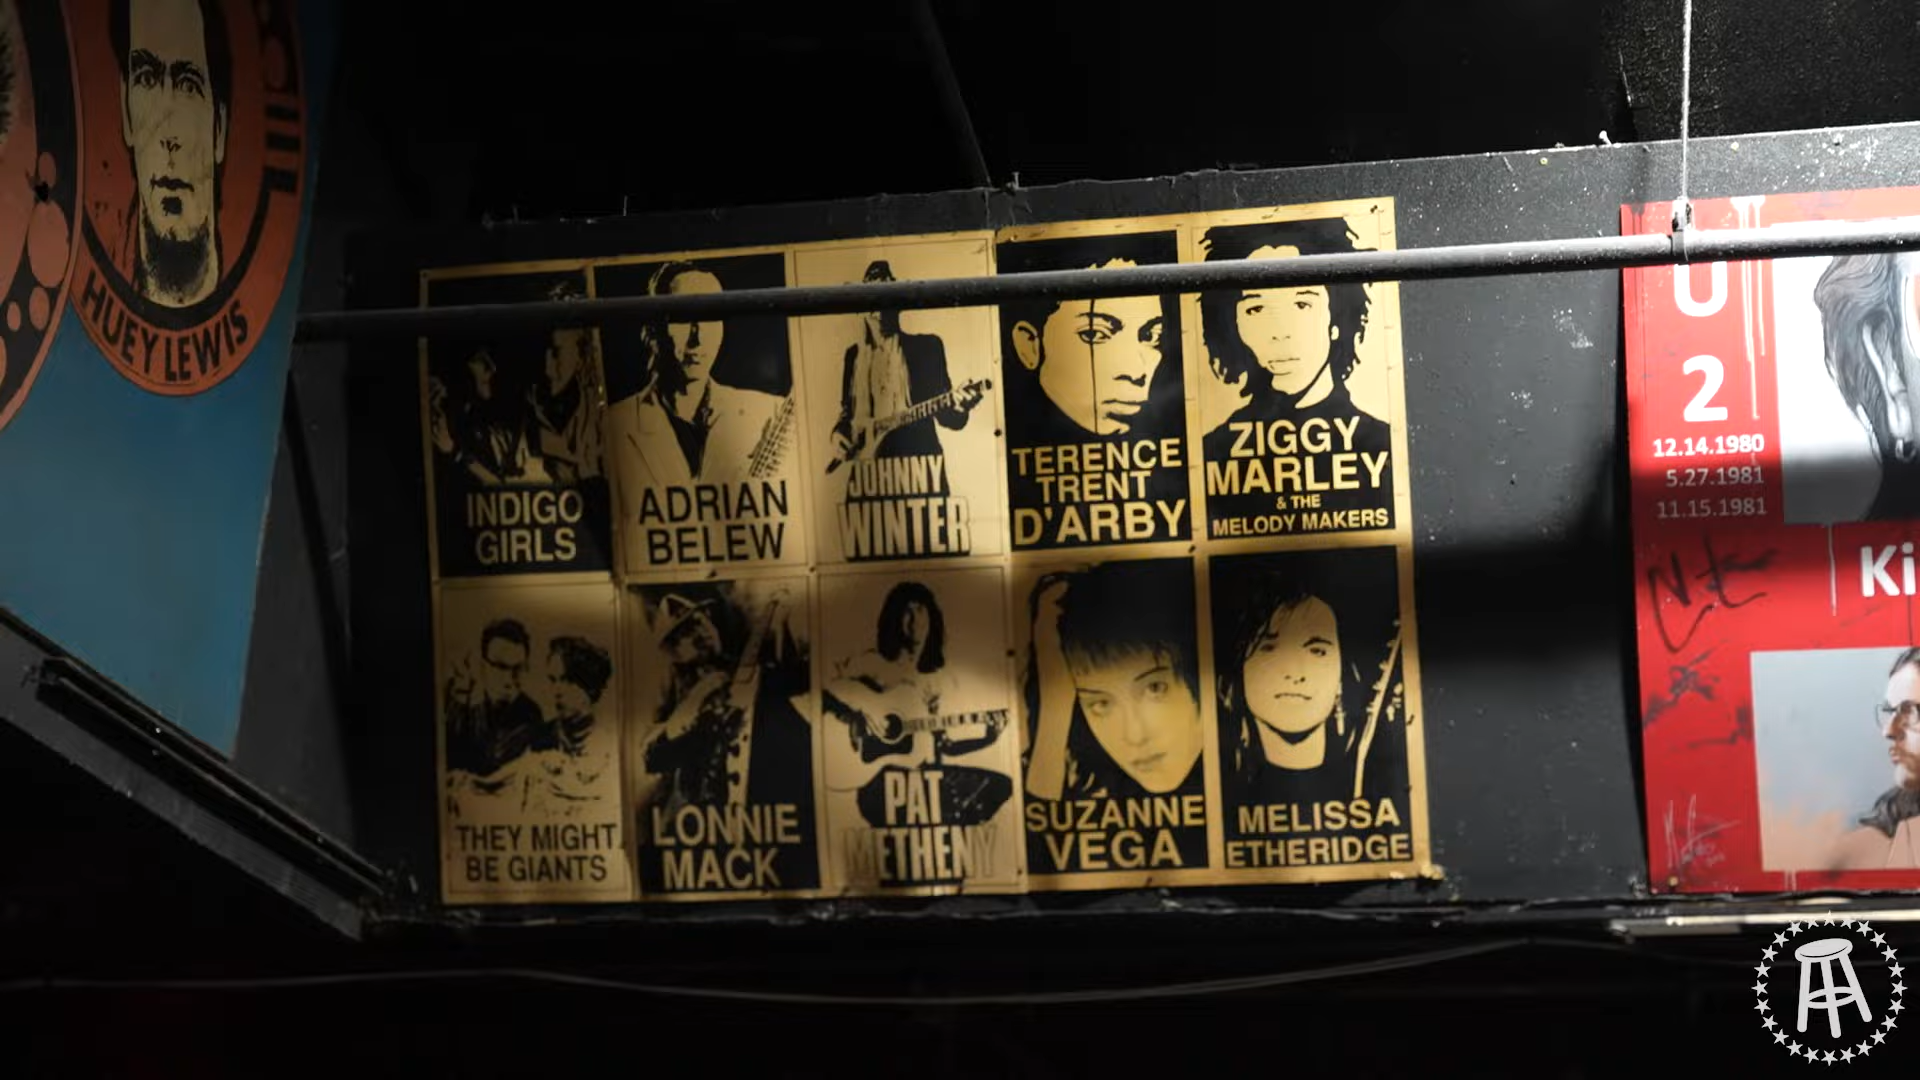 HUEY LEWIS
INDIGO
GIRLS
ADRIAN
BELEW
JOHNNY
WINTER
TERENCE
TRENT
D'ARBY
ZIGGY
MARLEY
& THE
MELODY MAKERS
THEY MIGHT
BE GIANTS
LONNIE
MACK
PAT
METHENY
SUZANNE
VEGA
MELISSA
ETHERIDGE
U
2
12.14.1980
5.27.1981
11.15.1981
Ki